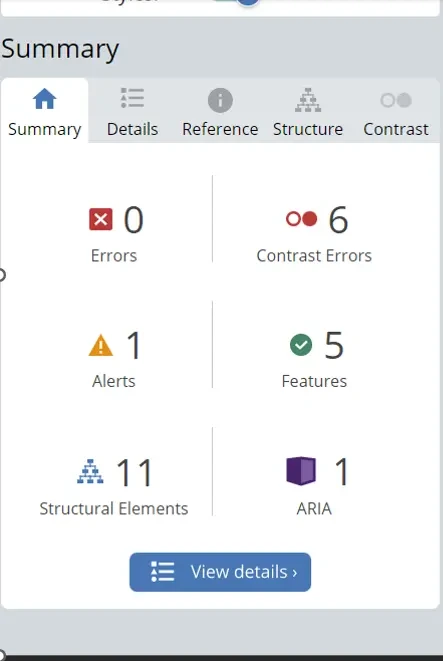 Summary
Summary Details Reference Structure Contrast
0 6
Errors Contrast Errors
1 5
Alerts Features
11 1
Structural Elements ARIA
View details ›